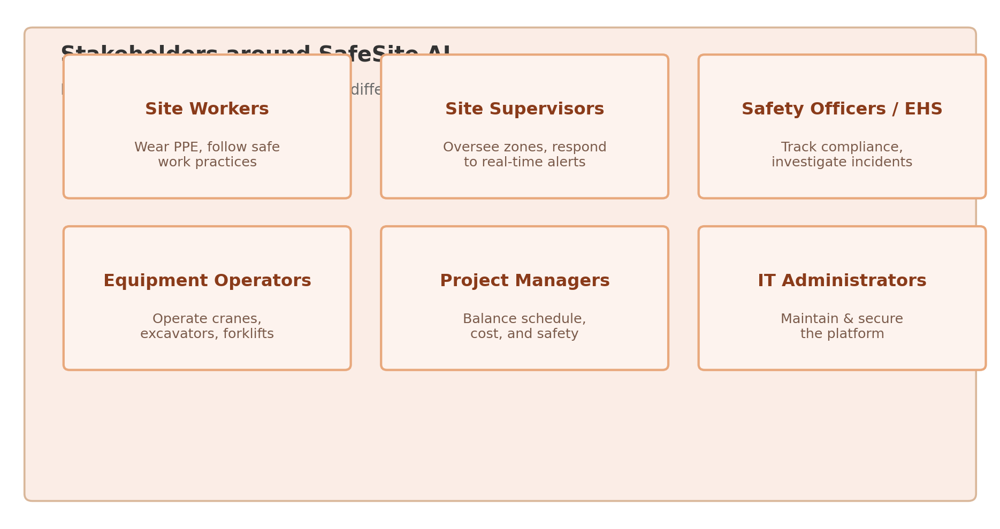 Stakeholders around SafeSite AI
diffe
Site Workers
Wear PPE, follow safe
work practices
Site Supervisors
Oversee zones, respond
to real-time alerts
Safety Officers / EHS
Track compliance,
investigate incidents
Equipment Operators
Operate cranes,
excavators, forklifts
Project Managers
Balance schedule,
cost, and safety
IT Administrators
Maintain & secure
the platform